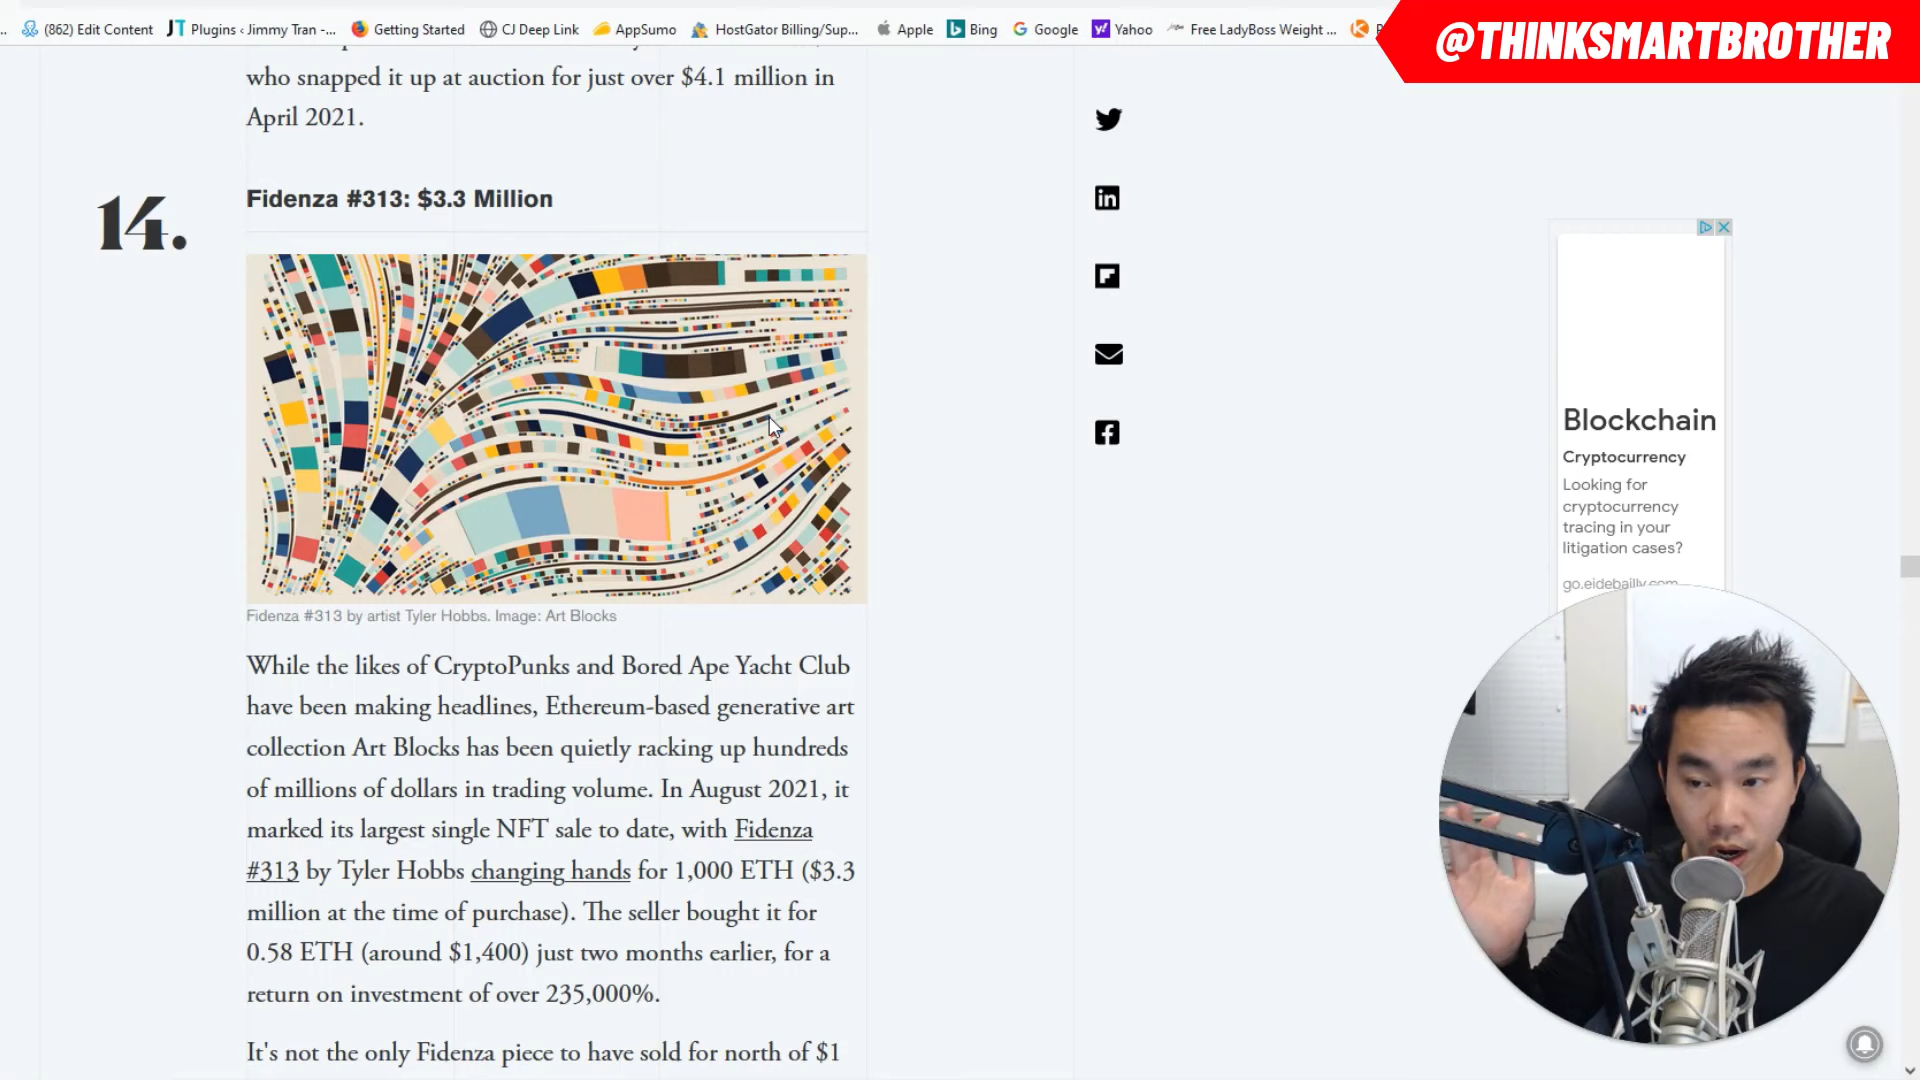 (862) Edit Content
JT Plugins ‹ Jimmy Tran -...
Getting Started
CJ Deep Link
AppSumo
HostGator Billing/Sup...
Apple
Bing
Google
Yahoo
Free LadyBoss Weight ...
@THINKSMARTBROTHER
who snapped it up at auction for just over $4.1 million in
April 2021.
14.
Fidenza #313: $3.3 Million
Fidenza #313 by artist Tyler Hobbs. Image: Art Blocks
While the likes of CryptoPunks and Bored Ape Yacht Club
have been making headlines, Ethereum-based generative art
collection Art Blocks has been quietly racking up hundreds
of millions of dollars in trading volume. In August 2021, it
marked its largest single NFT sale to date, with Fidenza
#313 by Tyler Hobbs changing hands for 1,000 ETH ($3.3
million at the time of purchase). The seller bought it for
0.58 ETH (around $1,400) just two months earlier, for a
return on investment of over 235,000%.
It's not the only Fidenza piece to have sold for north of $1
Blockchain
Cryptocurrency
Looking for
cryptocurrency
tracing in your
litigation cases?
go.eidebailly.com